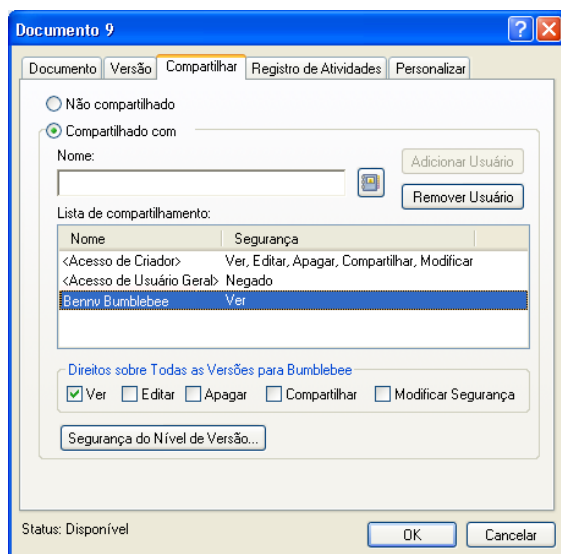 Documento 9
Documento Versão Compartilhar Registro de Atividades Personalizar
Não compartilhado
Compartilhado com
Nome:
Adicionar Usuário
Remover Usuário
Lista de compartilhamento:
Nome Segurança
<Acesso de Criador> Ver, Editar, Apagar, Compartilhar, Modificar
<Acesso de Usuário Geral> Negado
Benny Bumblebee Ver
Direitos sobre Todas as Versões para Bumblebee
Ver Editar Apagar Compartilhar Modificar Segurança
Segurança do Nível de Versão...
Status: Disponível
OK Cancelar